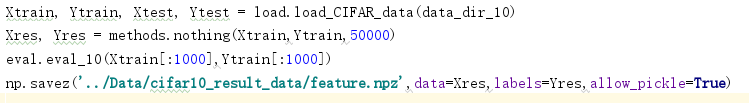 Xtrain, Ytrain, Xtest, Ytest = load.load_CIFAR_data(data_dir_10)
Xres, Yres = methods.nothing(Xtrain,Ytrain,50000)
eval.eval_10(Xtrain[:1000],Ytrain[:1000])
np.savez('../Data/cifar10_result_data/feature.npz',data=Xres,labels=Yres,allow_pickle=True)